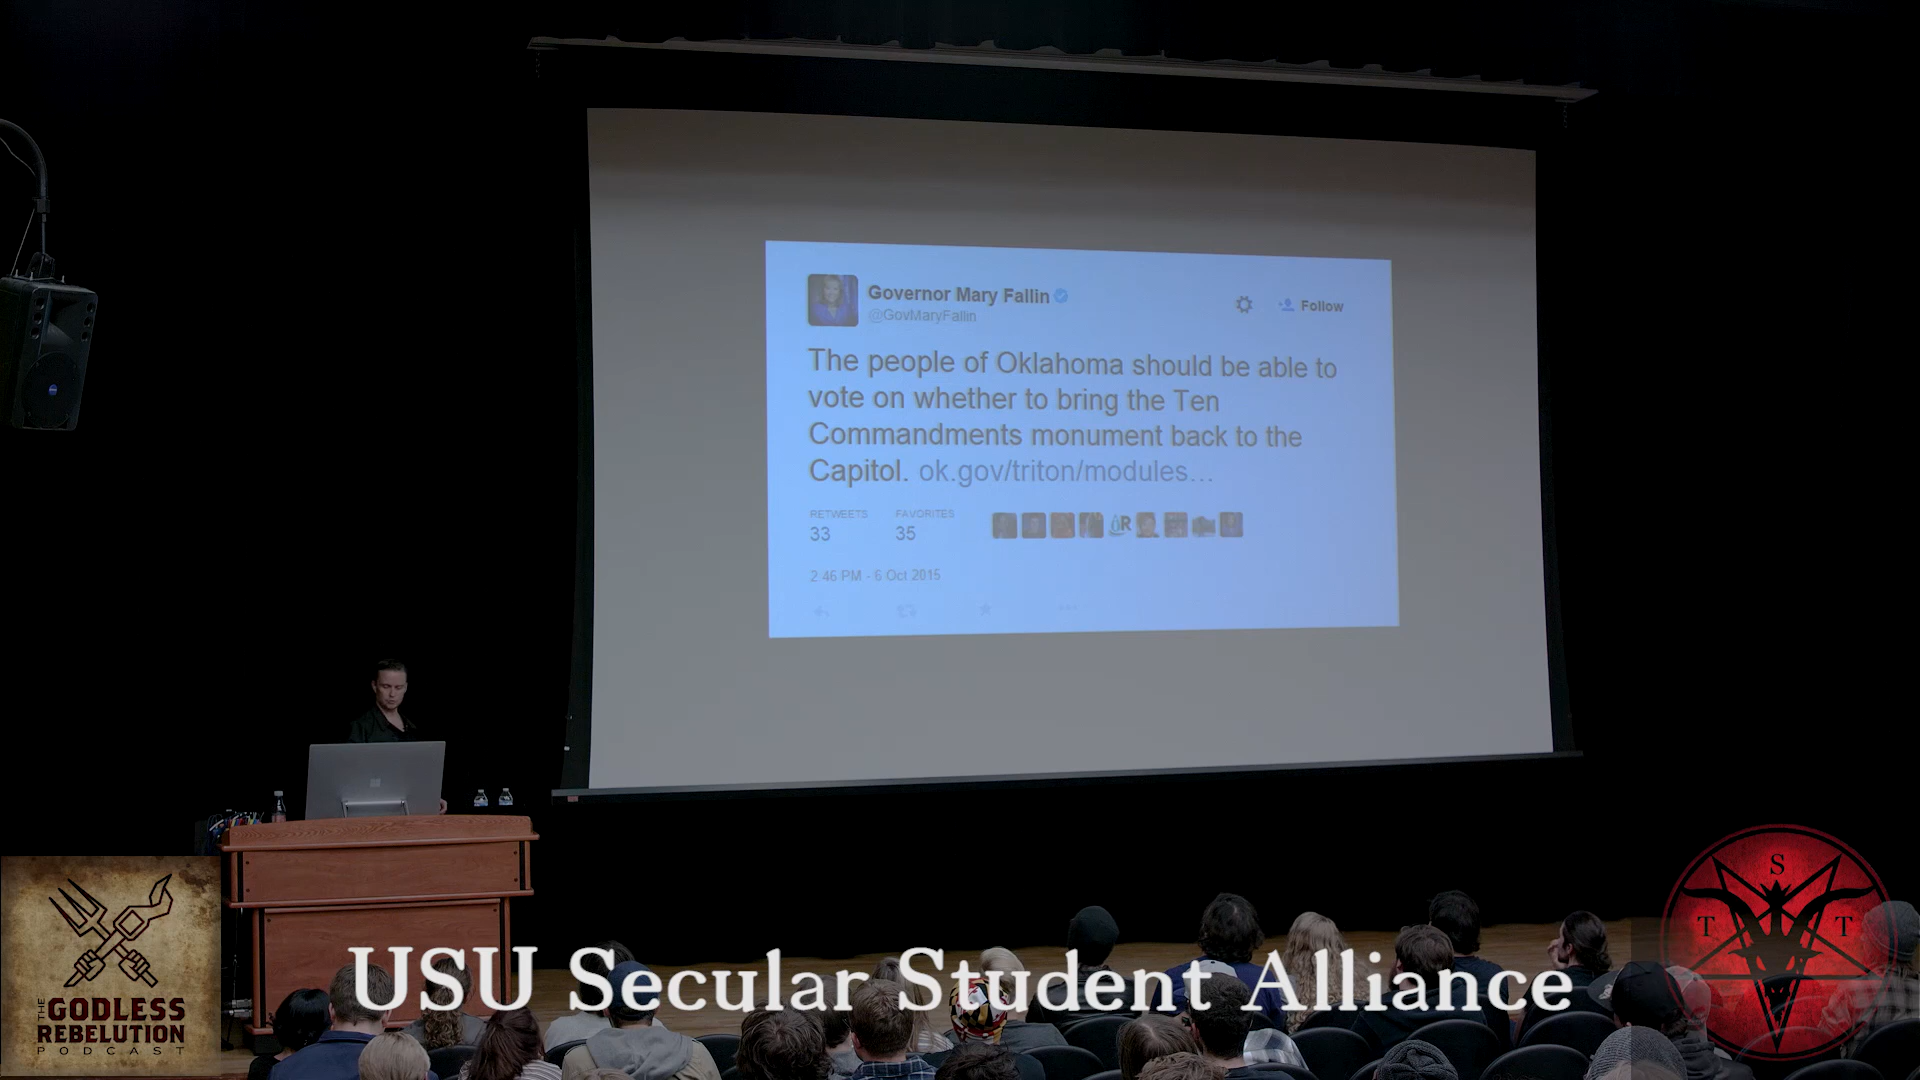 Governor Mary Fallin
@GovMaryFallin
Follow
The people of Oklahoma should be able to
vote on whether to bring the Ten
Commandments monument back to the
Capitol. ok.gov/triton/modules...
RETWEETS FAVORITES
33 35
R
2:46 PM - 6 Oct 2015
S
T T
USU Secular Student Alliance
THE
GODLESS
REBELUTION
PODCAST